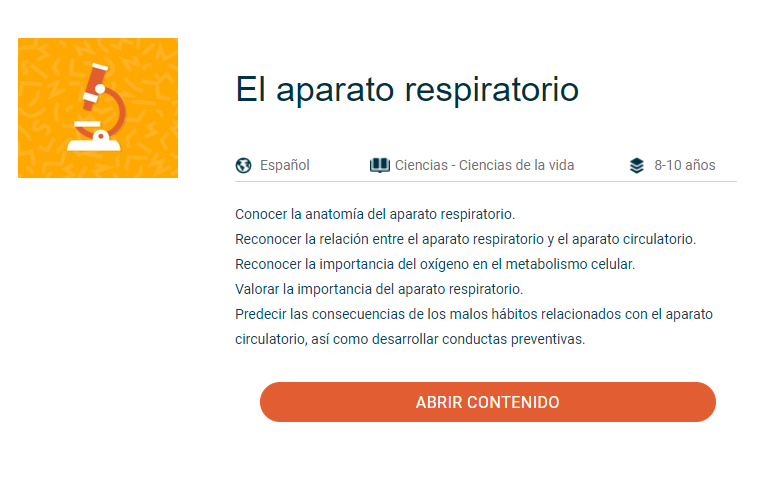 El aparato respiratorio
Español
Ciencias - Ciencias de la vida
8-10 años
Conocer la anatomía del aparato respiratorio.
Reconocer la relación entre el aparato respiratorio y el aparato circulatorio.
Reconocer la importancia del oxígeno en el metabolismo celular.
Valorar la importancia del aparato respiratorio.
Predecir las consecuencias de los malos hábitos relacionados con el aparato
circulatorio, así como desarrollar conductas preventivas.
ABRIR CONTENIDO